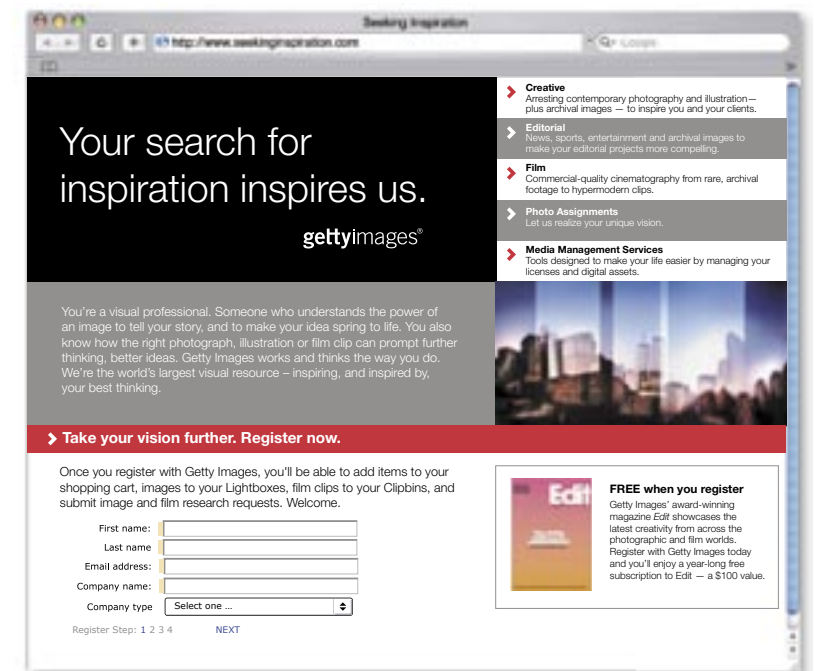 Seeking Inspiration
http://www.seekinginspiration.com
Google
Your search for
inspiration inspires us.
gettyimages®
Creative
Arresting contemporary photography and illustration—
plus archival images — to inspire you and your clients.
Editorial
News, sports, entertainment and archival images to
make your editorial projects more compelling.
Film
Commercial-quality cinematography from rare, archival
footage to hypermodern clips.
Photo Assignments
Let us realize your unique vision.
Media Management Services
Tools designed to make your life easier by managing your
licenses and digital assets.
You're a visual professional. Someone who understands the power of
an image to tell your story, and to make your idea spring to life. You also
know how the right photograph, illustration or film clip can prompt further
thinking, better ideas. Getty Images works and thinks the way you do.
We're the world's largest visual resource – inspiring, and inspired by,
your best thinking.
Take your vision further. Register now.
Once you register with Getty Images, you'll be able to add items to your
shopping cart, images to your Lightboxes, film clips to your Clipbins, and
submit image and film research requests. Welcome.
First name:
Last name
Email address:
Company name:
Company type
Select one ...
Register Step: 1 2 3 4
NEXT
Edit
FREE when you register
Getty Images' award-winning
magazine Edit showcases the
latest creativity from across the
photographic and film worlds.
Register with Getty Images today
and you'll enjoy a year-long free
subscription to Edit — a $100 value.